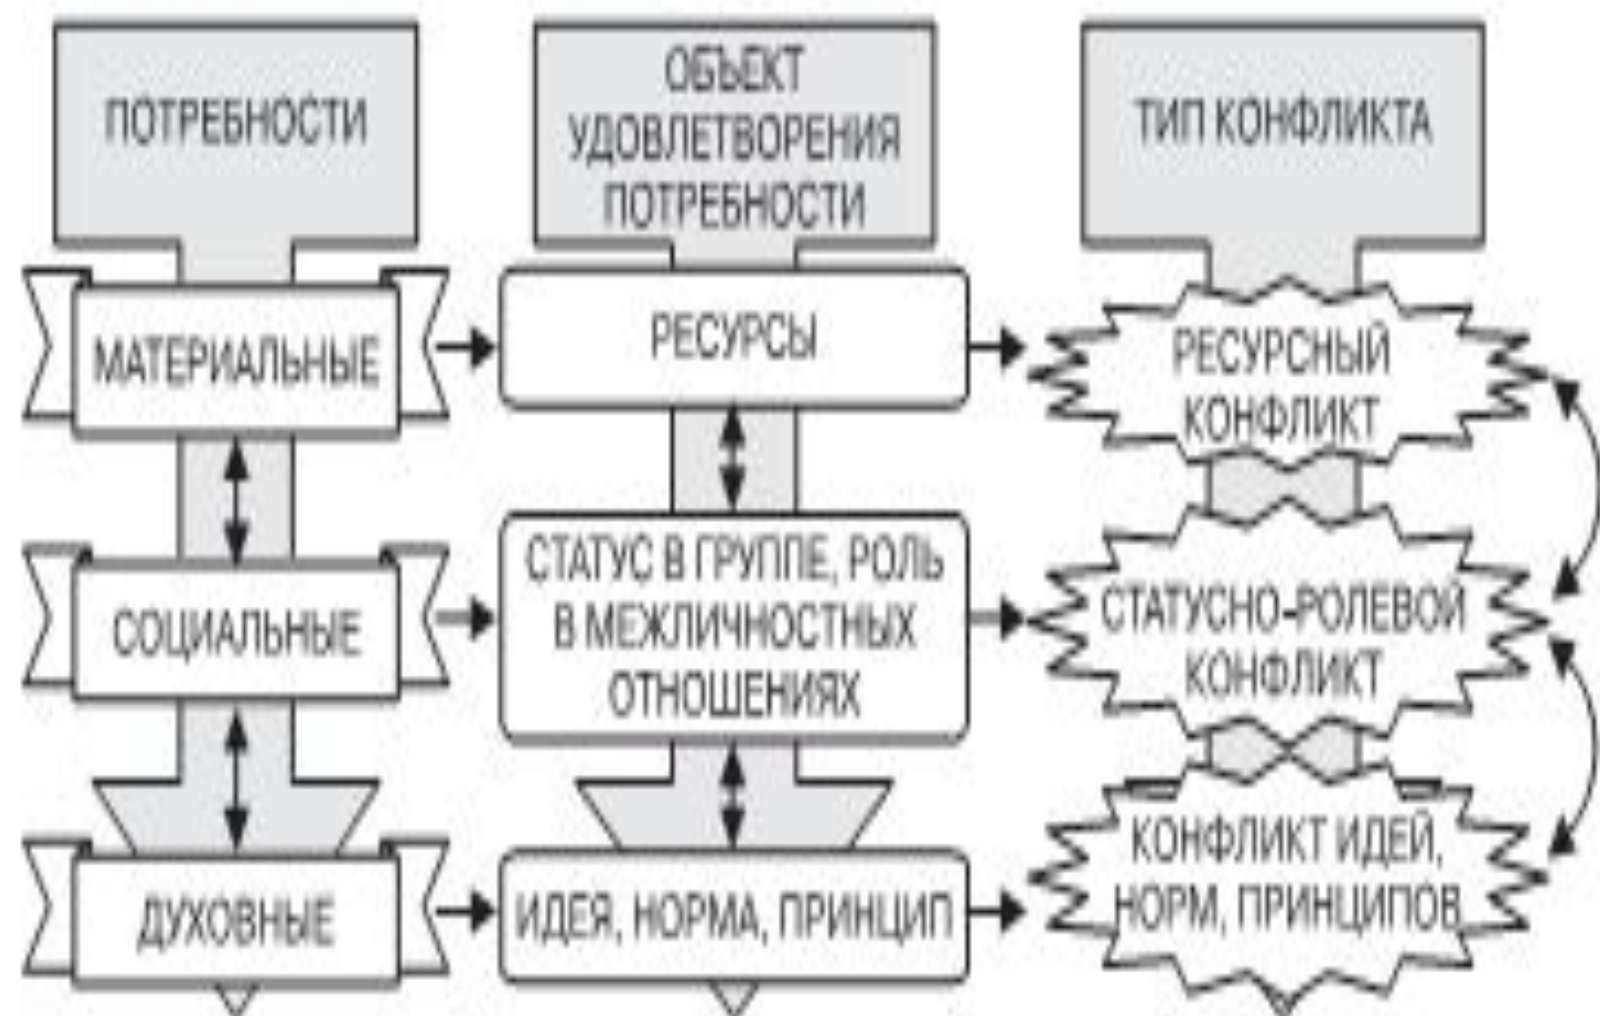 ПОТРЕБНОСТИ
ОБЪЕКТ
УДОВЛЕТВОРЕНИЯ
ПОТРЕБНОСТИ
ТИП КОНФЛИКТА
МАТЕРИАЛЬНЫЕ
РЕСУРСЫ
РЕСУРСНЫЙ
КОНФЛИКТ
СОЦИАЛЬНЫЕ
СТАТУС В ГРУППЕ, РОЛЬ
В МЕЖЛИЧНОСТНЫХ
ОТНОШЕНИЯХ
СТАТУСНО-РОЛЕВОЙ
КОНФЛИКТ
ДУХОВНЫЕ
ИДЕЯ, НОРМА, ПРИНЦИП
КОНФЛИКТ ИДЕЙ,
НОРМ, ПРИНЦИПОВ